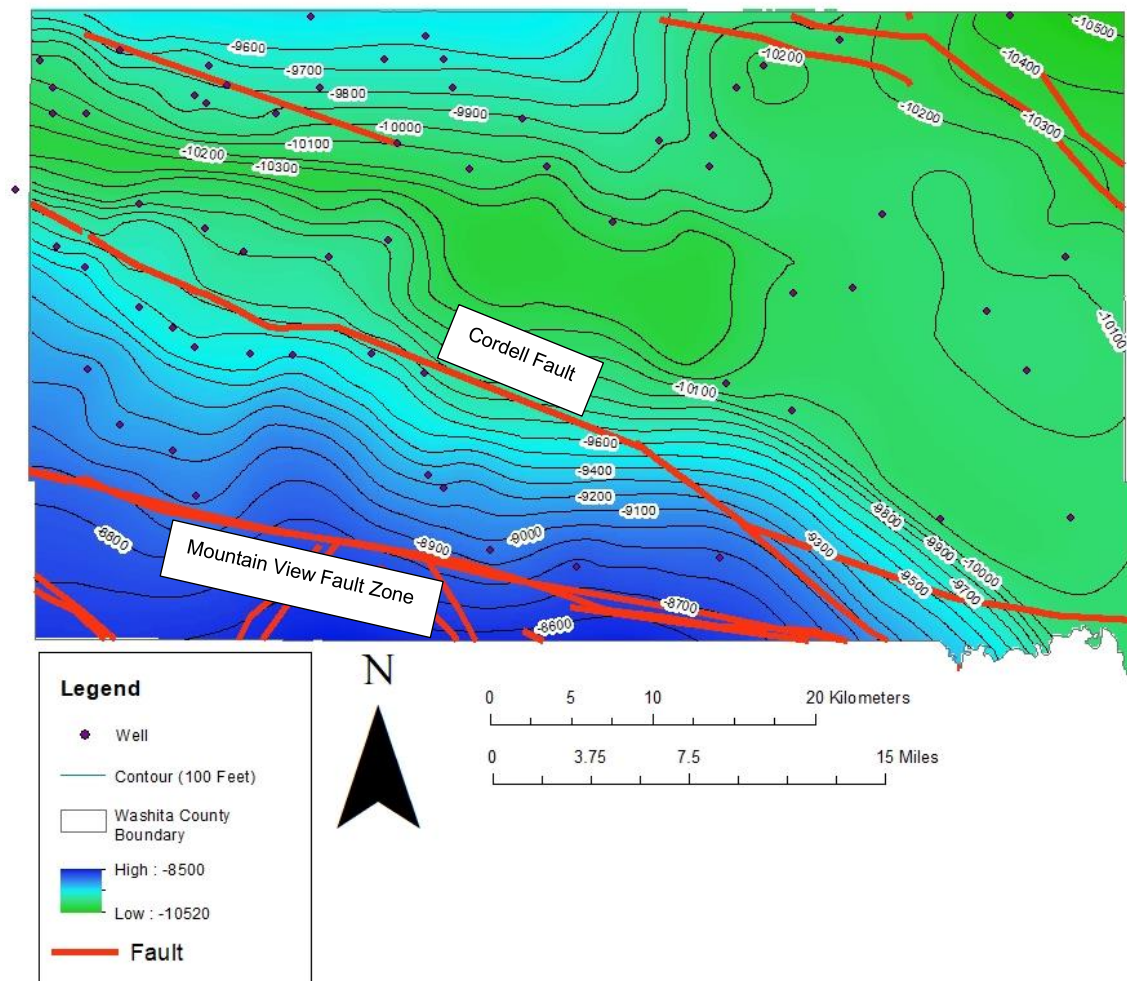 -9600
-9700
-9800
-9900
-10000
-10100
-10200
-10300
-10200
-10500
-10400
-10200
-10300
-10100
Cordell Fault
-10100
-9600
-9400
-9200
-9100
-9000
-8900
-8800
Mountain View Fault Zone
-9300
-9800
-9900
-10000
-9500
-9700
-8700
-8600
Legend
Well
Contour (100 Feet)
Washita County
Boundary
High : -8500
Low : -10520
Fault
N
0 5 10 20 Kilometers
0 3.75 7.5 15 Miles